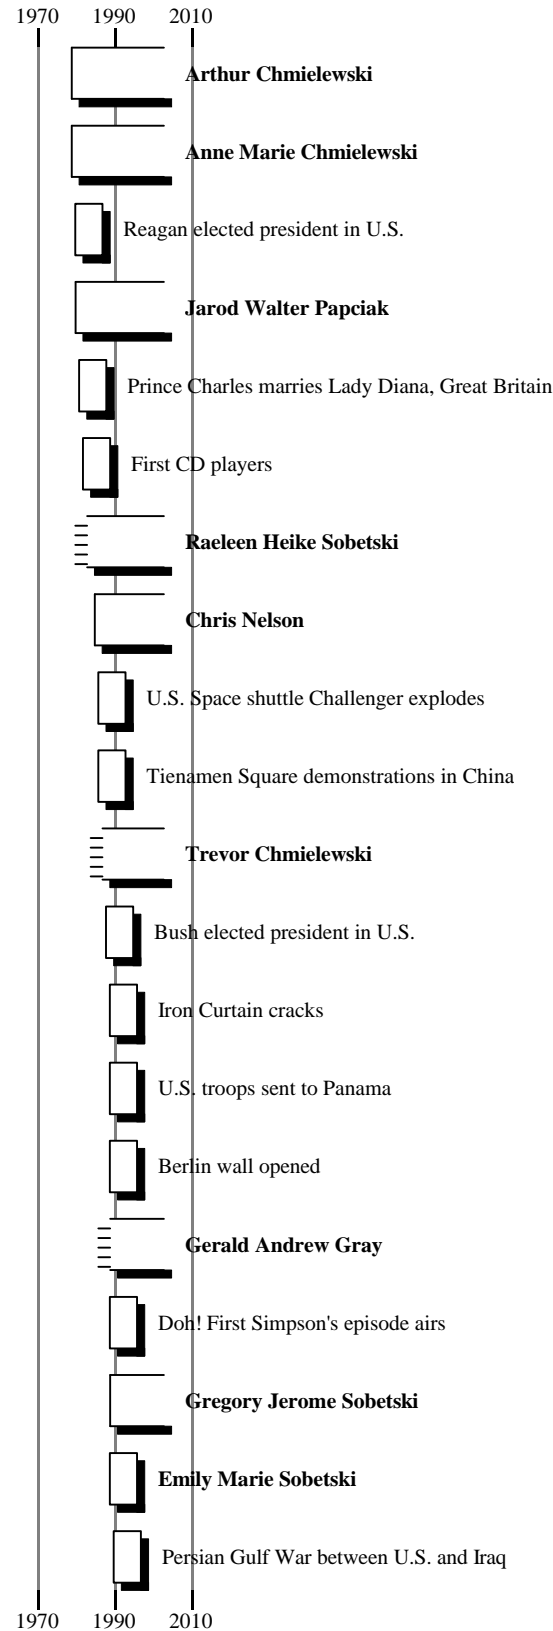 1970 1990 2010
Arthur Chmielewski
Anne Marie Chmielewski
Reagan elected president in U.S.
Jarod Walter Papciak
Prince Charles marries Lady Diana, Great Britain
First CD players
Raeleen Heike Sobetski
Chris Nelson
U.S. Space shuttle Challenger explodes
Tienamen Square demonstrations in China
Trevor Chmielewski
Bush elected president in U.S.
Iron Curtain cracks
U.S. troops sent to Panama
Berlin wall opened
Gerald Andrew Gray
Doh! First Simpson's episode airs
Gregory Jerome Sobetski
Emily Marie Sobetski
Persian Gulf War between U.S. and Iraq
1970 1990 2010